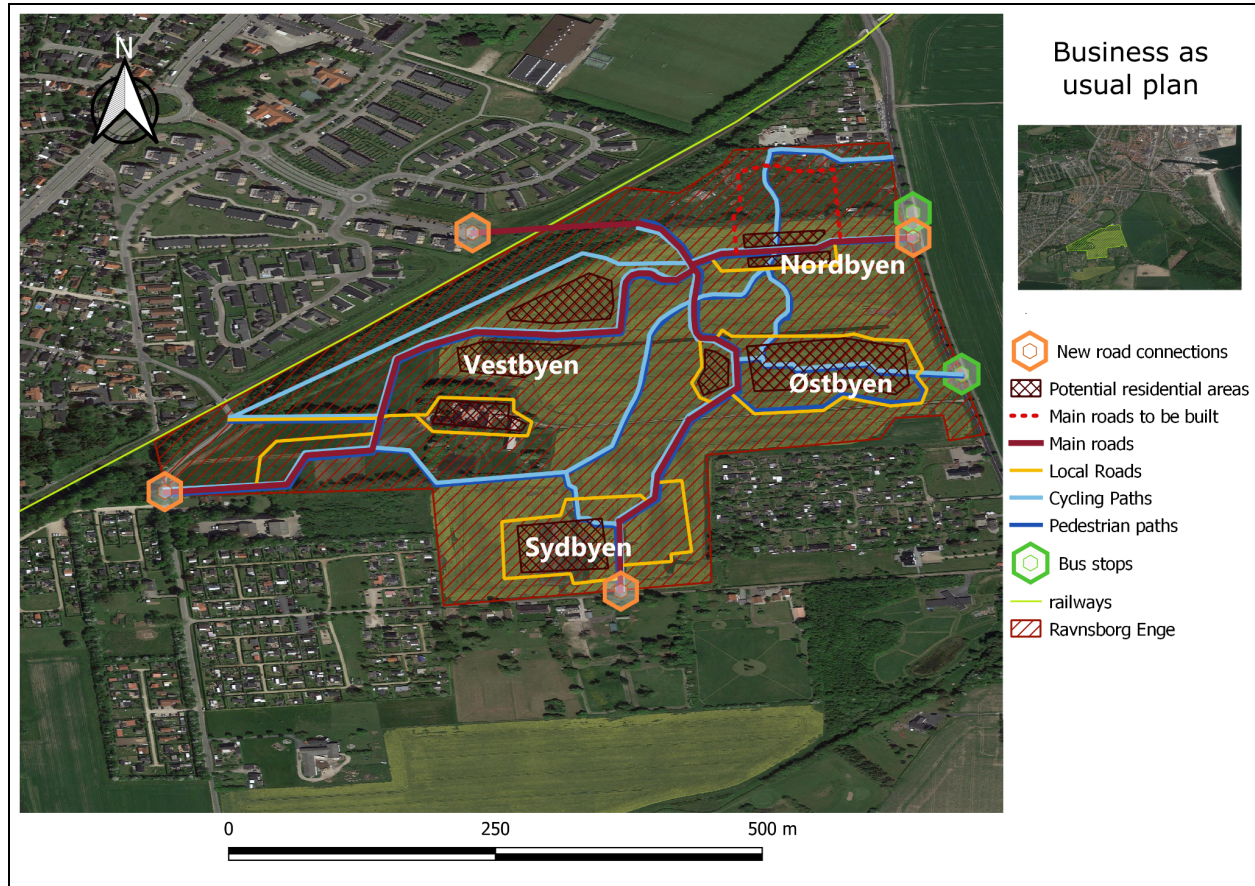 N
Business as
usual plan
Nordbyen
Vestbyen
Østbyen
Sydbyen
.
New road connections
Potential residential areas
Main roads to be built
Main roads
Local Roads
Cycling Paths
Pedestrian paths
Bus stops
railways
Ravnsborg Enge
0 250 500 m